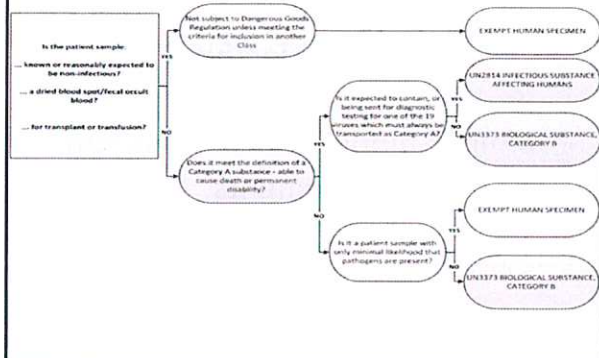 Is the patient sample:
... known or reasonably expected to
be non-infectious?
... a dried blood spot/fecal occult
blood?
... for transplant or transfusion?
YES
NO
Not subject to Dangerous Goods
Regulation unless meeting the
criteria for inclusion in another
Class
EXEMPT HUMAN SPECIMEN
Does it meet the definition of a
Category A substance - able to
cause death or permanent
disability?
YES
NO
Is it expected to contain, or
being sent for diagnostic
testing for one of the 19
viruses which must always be
transported as Category A?
YES
NO
UN2814 INFECTIOUS SUBSTANCE
AFFECTING HUMANS
UN3373 BIOLOGICAL SUBSTANCE,
CATEGORY B
Is it a patient sample with
only minimal likelihood that
pathogens are present?
YES
NO
EXEMPT HUMAN SPECIMEN
UN3373 BIOLOGICAL SUBSTANCE,
CATEGORY B